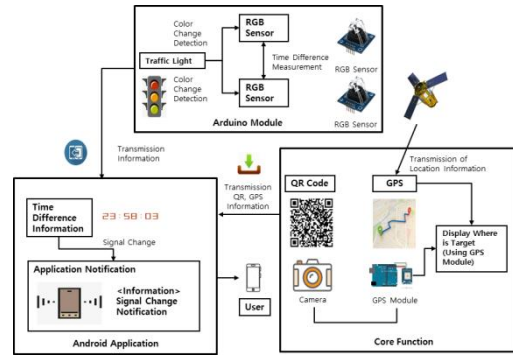 Color
Change
Detection
RGB
Sensor
Traffic Light
Time Difference
Measurement
RGB Sensor
Color
Change
Detection
RGB
Sensor
RGB Sensor
Arduino Module
Transmission
Information
Transmission of
Location Information
Transmission
QR, GPS
Information
QR Code
GPS
Time
Difference
Information
23:58:03
Signal Change
Display Where
is Target
(Using GPS
Module)
Application Notification
<Information>
Signal Change
Notification
User
Camera
GPS Module
Android Application
Core Function